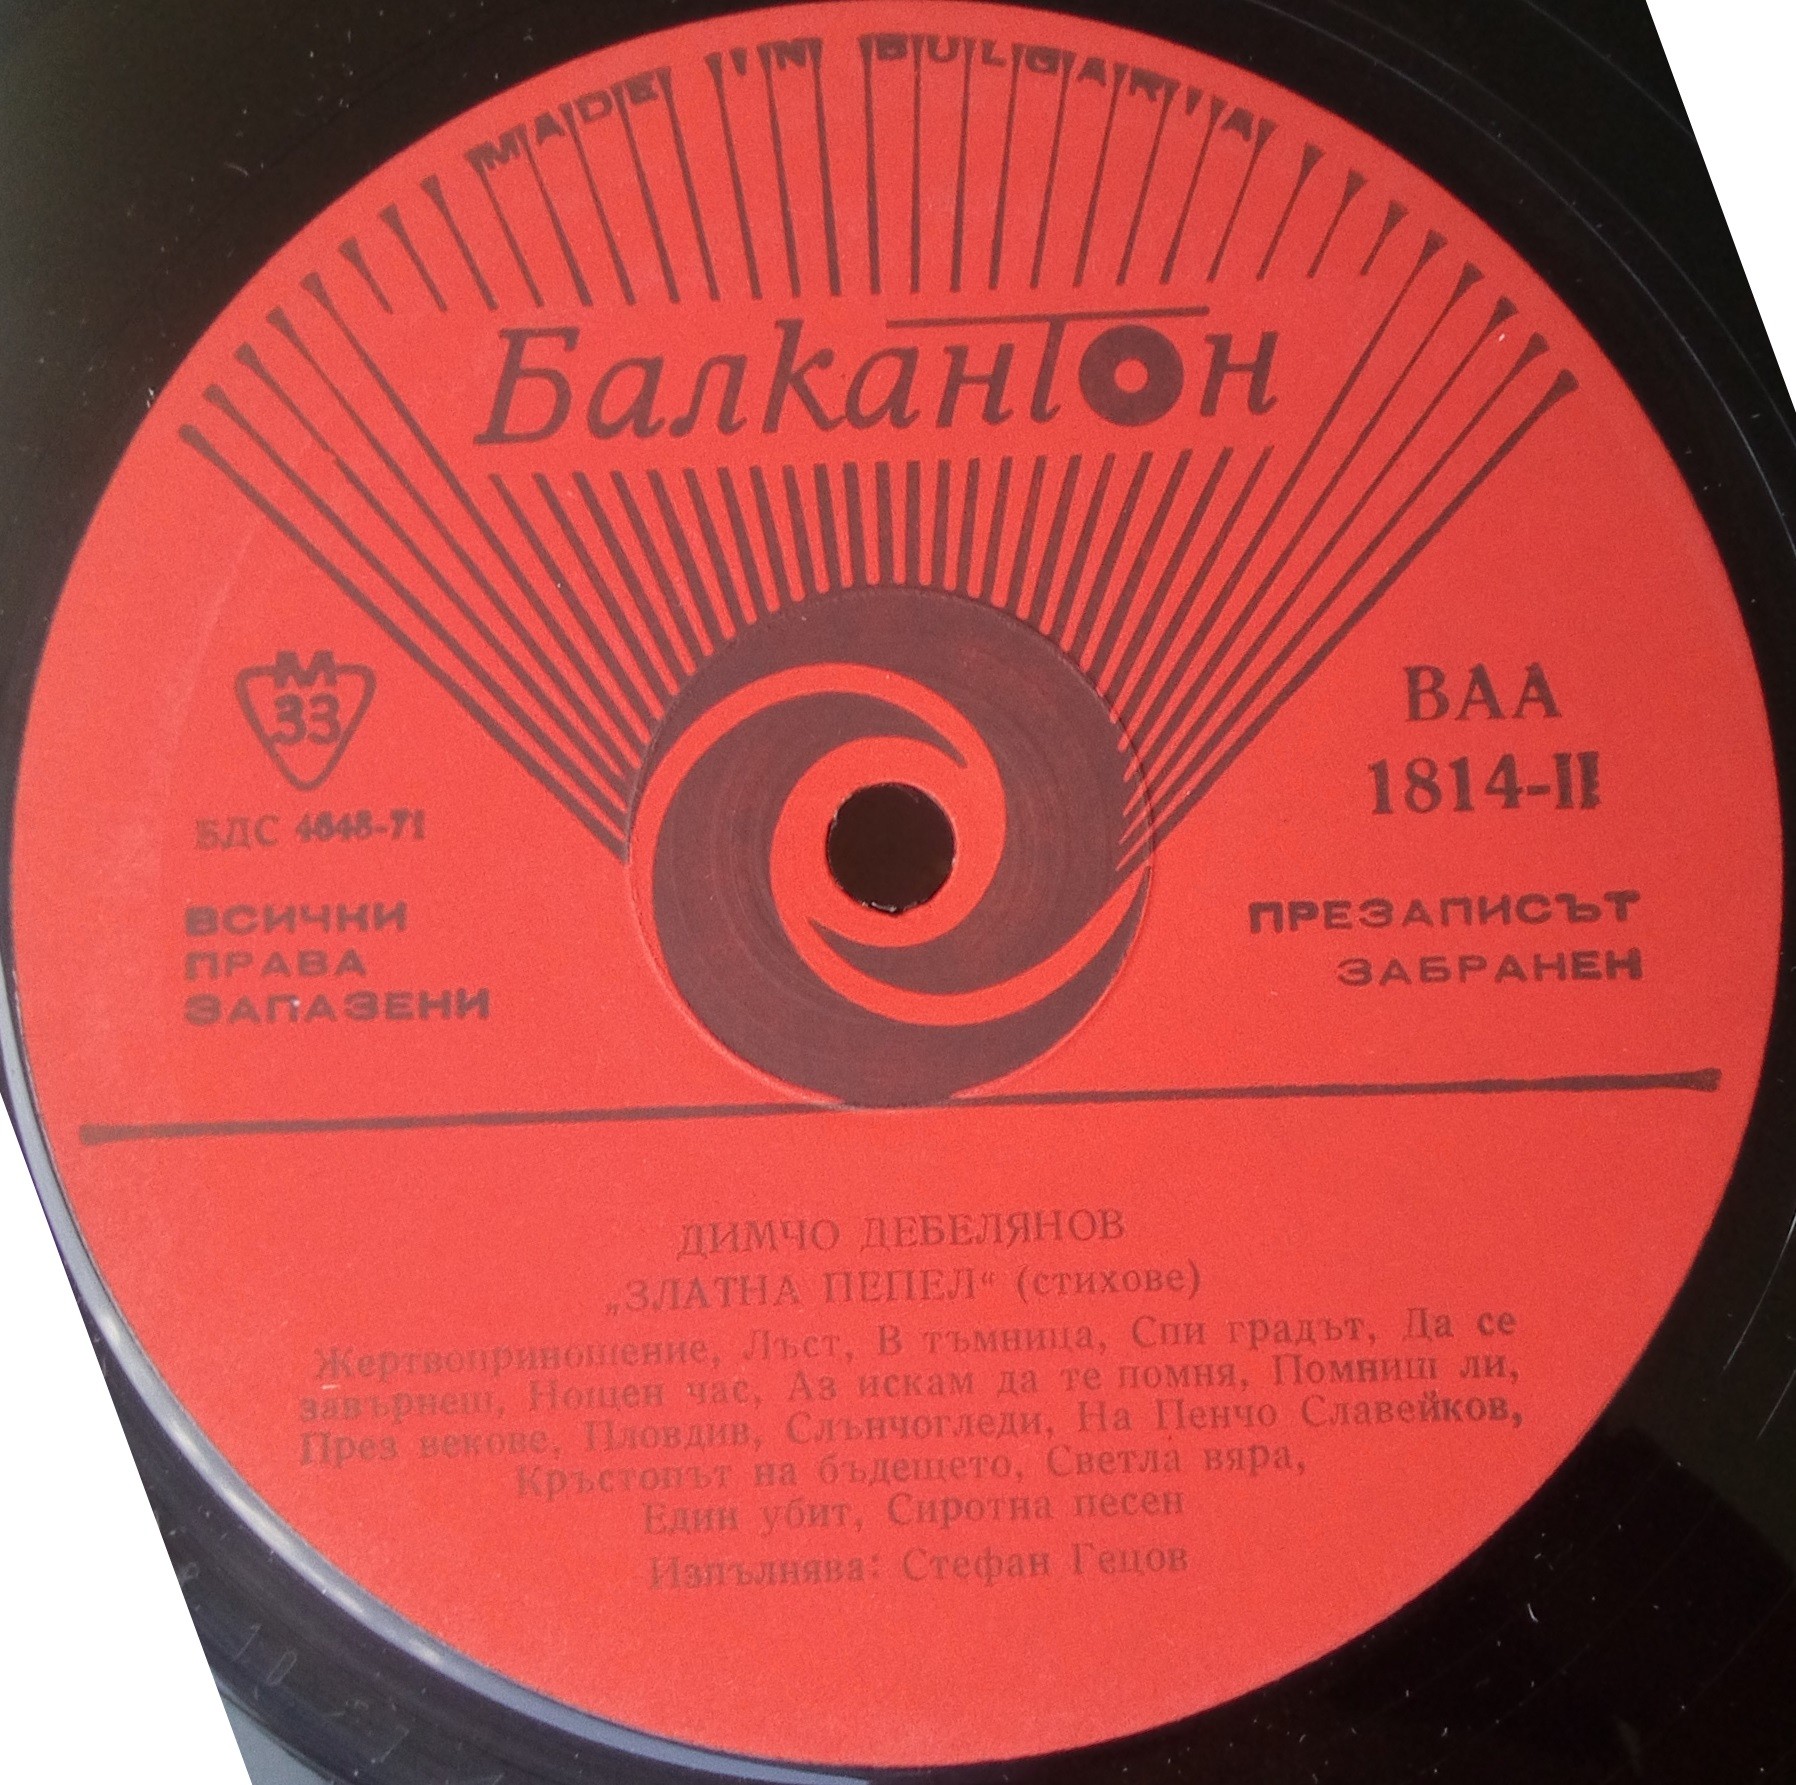 MADE IN BULGARIA
Балкантон
М
33
БДС 4648-71
ВСИЧКИ
ПРАВА
ЗАПАЗЕНИ
ВАА
1814-II
ПРЕЗАПИСЪТ
ЗАБРАНЕН
ДИМЧО ДЕБЕЛЯНОВ
„ЗЛАТНА ПЕПЕЛ“ (стихове)
Жертвоприношение, Лъст, В тъмница, Спи градът, Да се
завърнеш, Нощен час, Аз искам да те помня, Помниш ли,
През векове, Пловдив, Слънчогледи, На Пенчо Славейков,
Кръстопът на бъдещето, Светла вяра,
Един убит, Сиротна песен
Изпълнява: Стефан Гецов